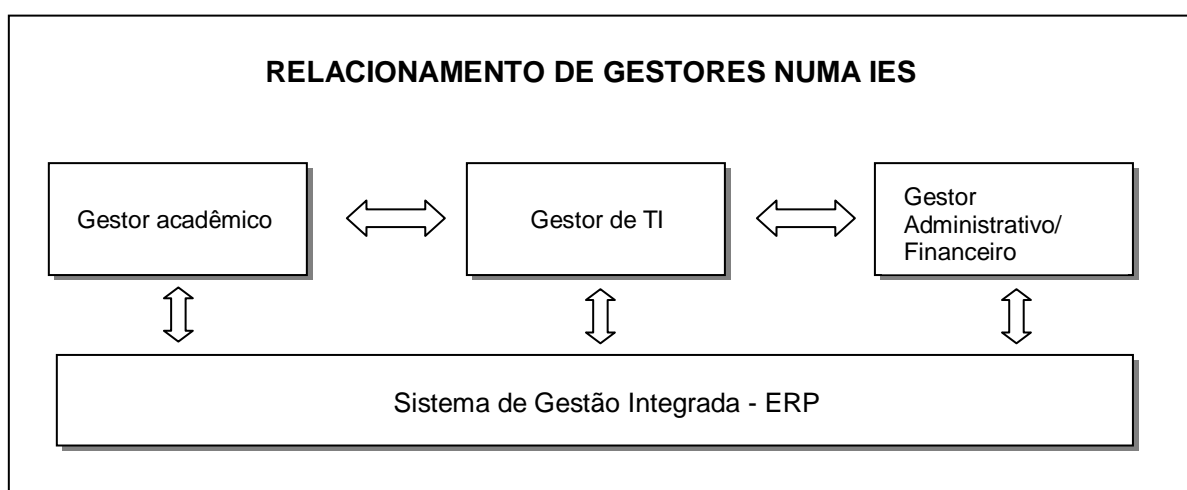 RELACIONAMENTO DE GESTORES NUMA IES
Gestor acadêmico
Gestor de TI
Gestor
Administrativo/
Financeiro
Sistema de Gestão Integrada - ERP